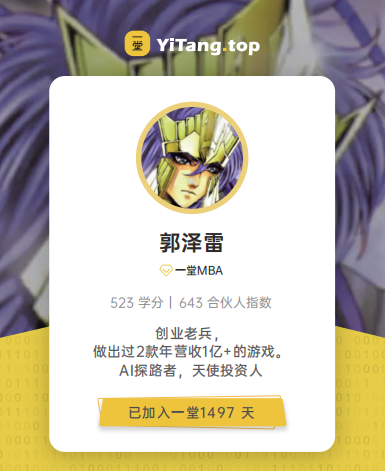 一堂 YiTang.top
郭泽雷
一堂MBA
523 学分 | 643 合伙人指数
创业老兵，
做出过2款年营收1亿+的游戏。
AI探路者，天使投资人
已加入一堂1497 天